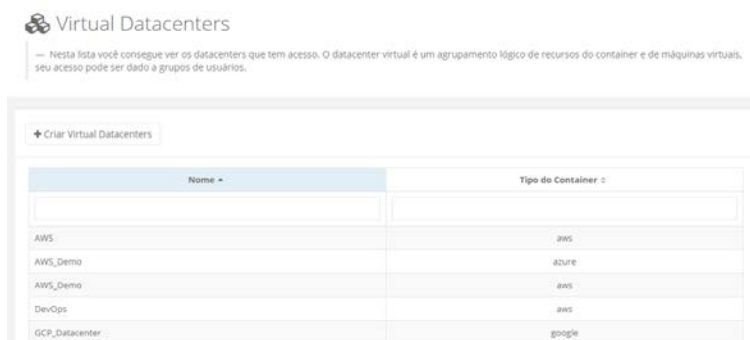 Virtual Datacenters
— Nesta lista você consegue ver os datacenters que tem acesso. O datacenter virtual é um agrupamento lógico de recursos do container e de máquinas virtuais,
seu acesso pode ser dado a grupos de usuários.
+ Criar Virtual Datacenters
Nome Tipo do Container
AWS aws
AWS_Demo azure
AWS_Demo aws
DevOps aws
GCP_Datacenter google